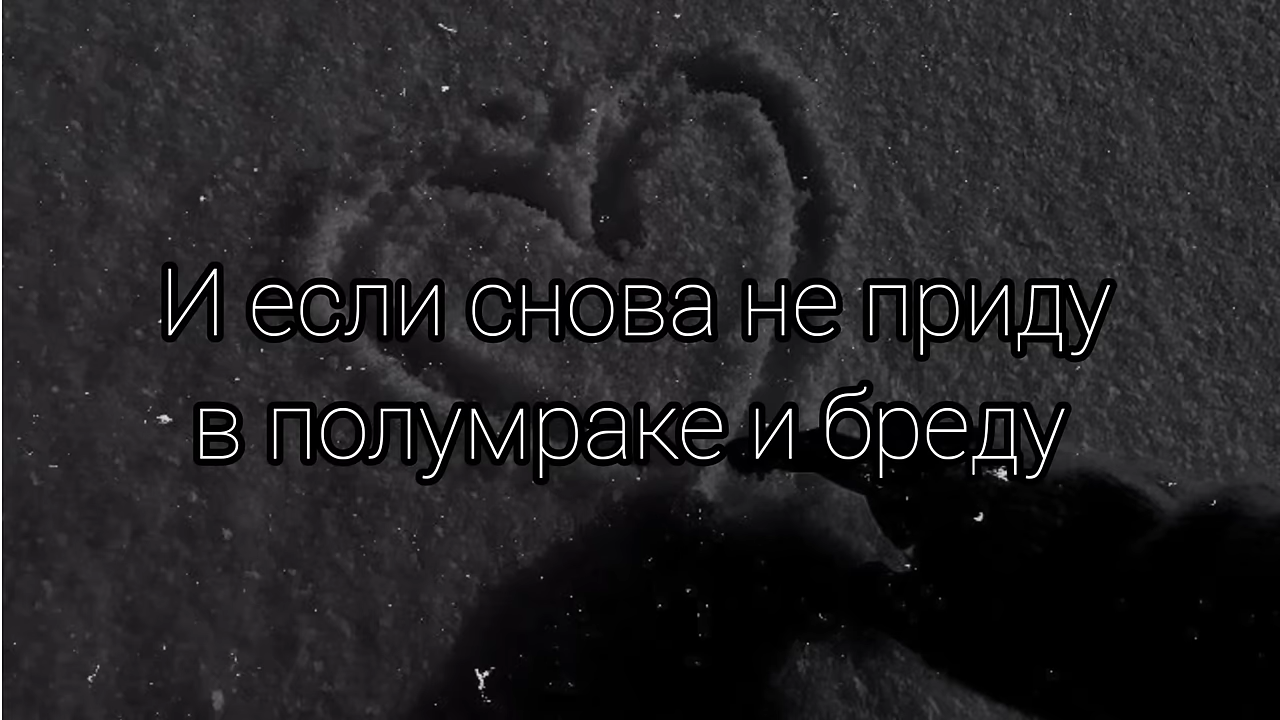 И если снова не приду
в полумраке и бреду